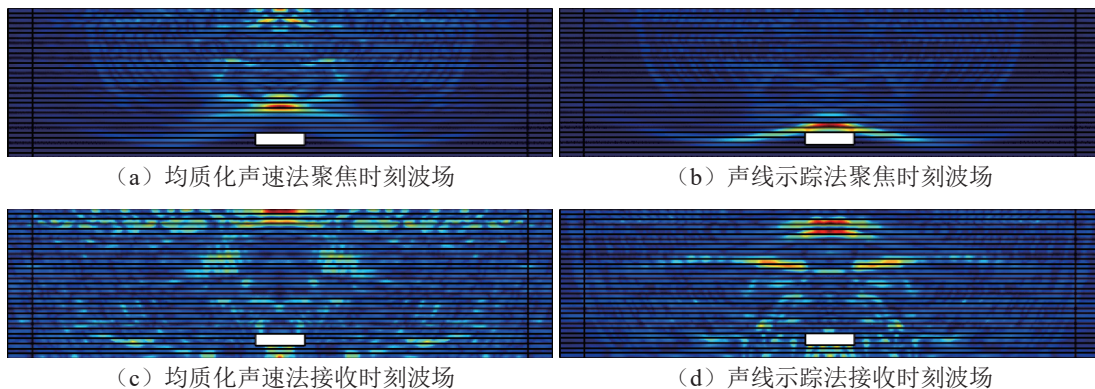 （a）均质化声速法聚焦时刻波场
（b）声线示踪法聚焦时刻波场
（c）均质化声速法接收时刻波场
（d）声线示踪法接收时刻波场